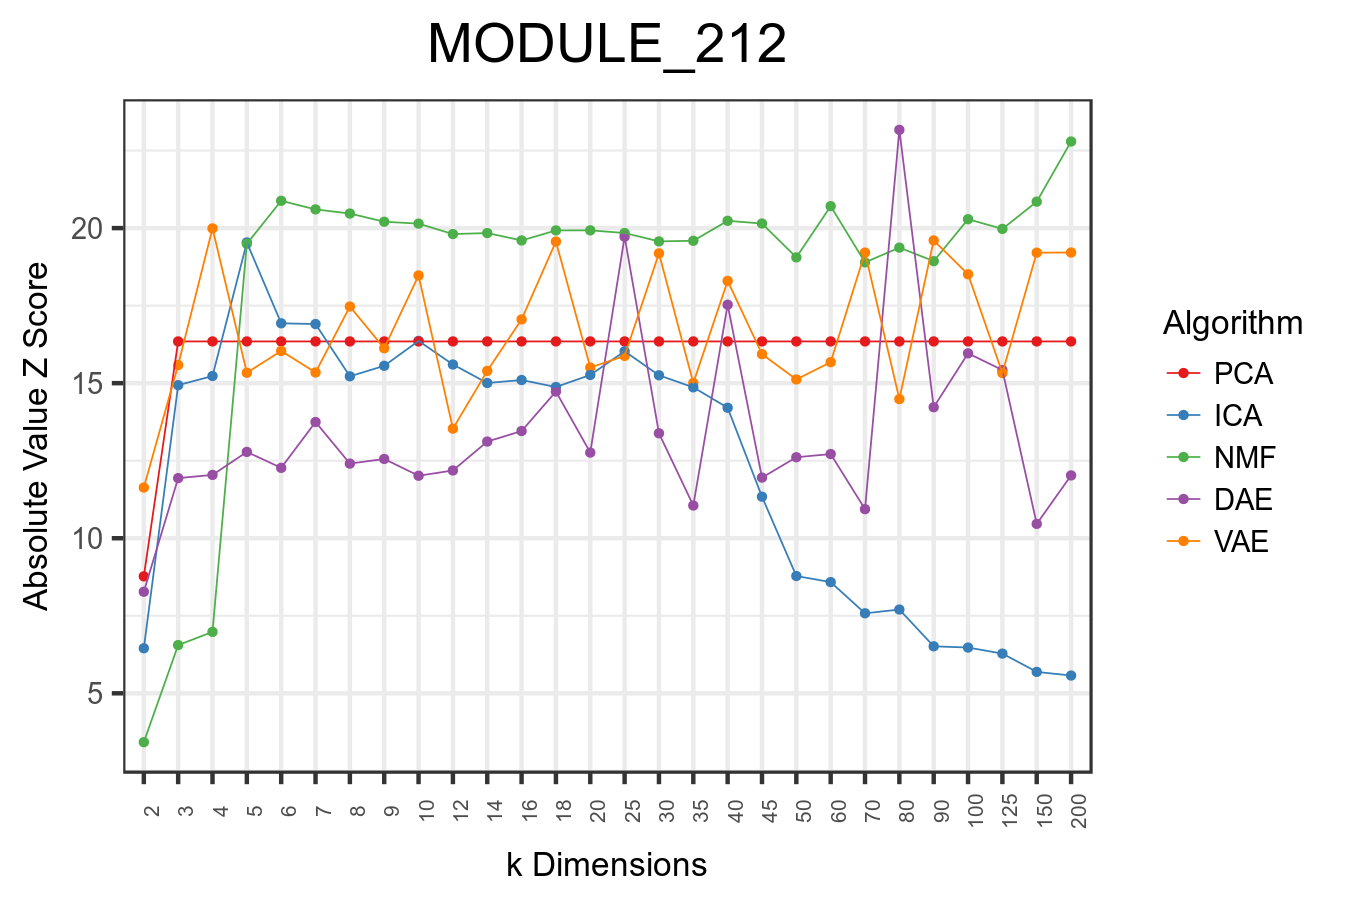 MODULE_212
Absolute Value Z Score
20
15
10
5
2 3 4 5 6 7 8 9 10 12 14 16 18 20 25 30 35 40 45 50 60 70 80 90 100 125 150 200
k Dimensions
Algorithm
PCA
ICA
NMF
DAE
VAE